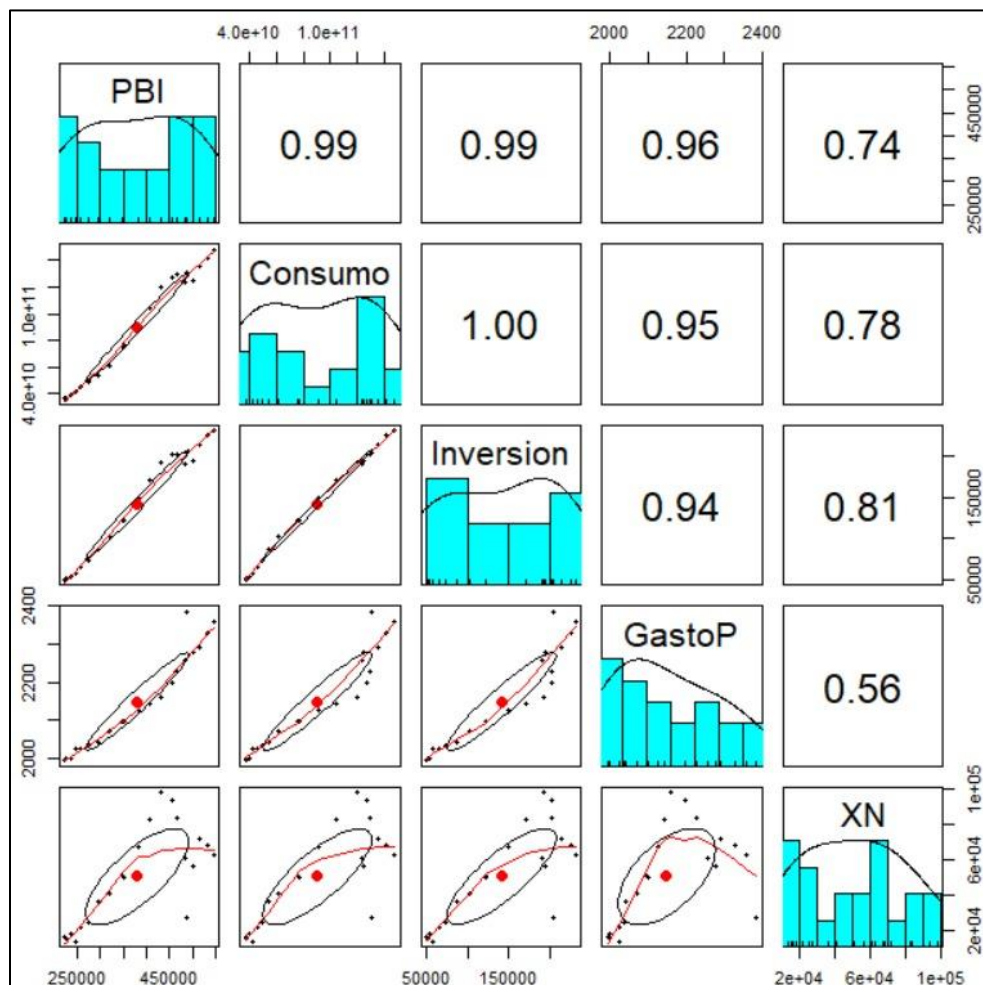 4.0e+10 1.0e+11 2000 2200 2400
PBI
0.99 0.99 0.96 0.74
250000 450000
4.0e+10 1.0e+11
Consumo
1.00 0.95 0.78
Inversion
0.94 0.81
50000 150000
2000 2200 2400
GastoP
0.56
XN
2e+04 6e+04 1e+05
250000 450000 50000 150000 2e+04 6e+04 1e+05